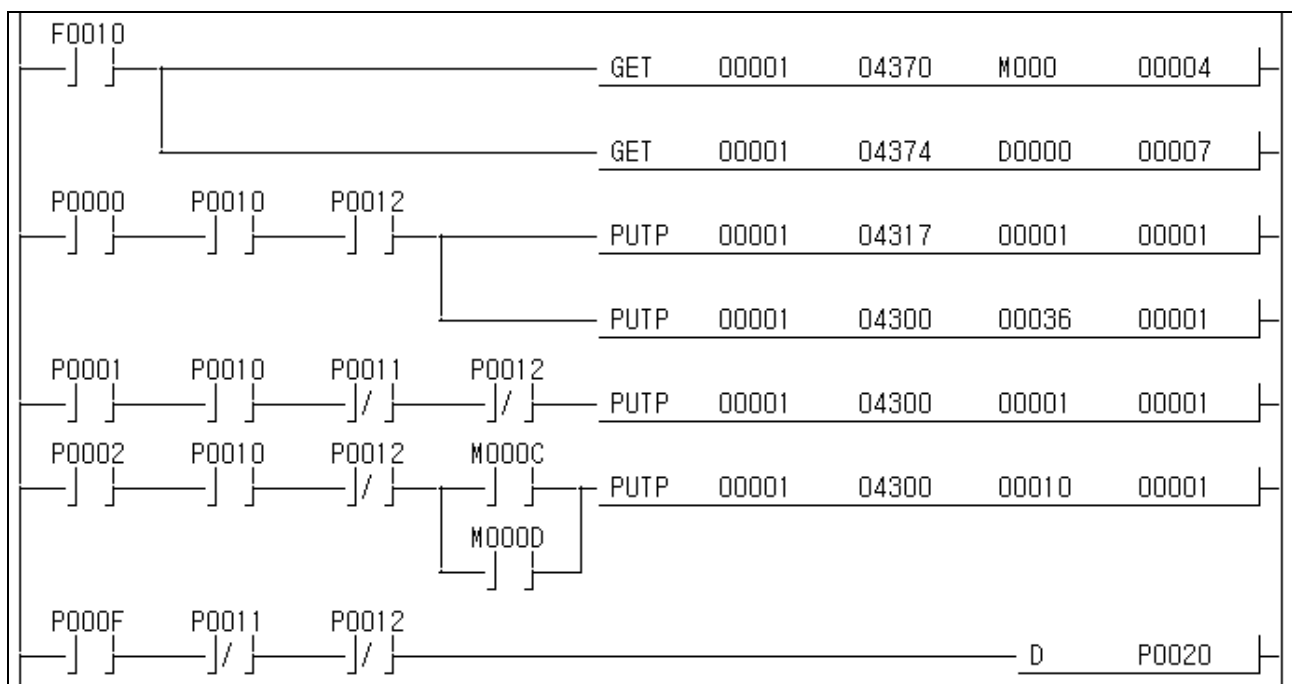 F0010
GET 00001 04370 M000 00004
GET 00001 04374 D0000 00007
P0000 P0010 P0012
PUTP 00001 04317 00001 00001
PUTP 00001 04300 00036 00001
P0001 P0010 P0011 P0012
PUTP 00001 04300 00001 00001
P0002 P0010 P0012 M000C
PUTP 00001 04300 00010 00001
M000D
P000F P0011 P0012
D P0020